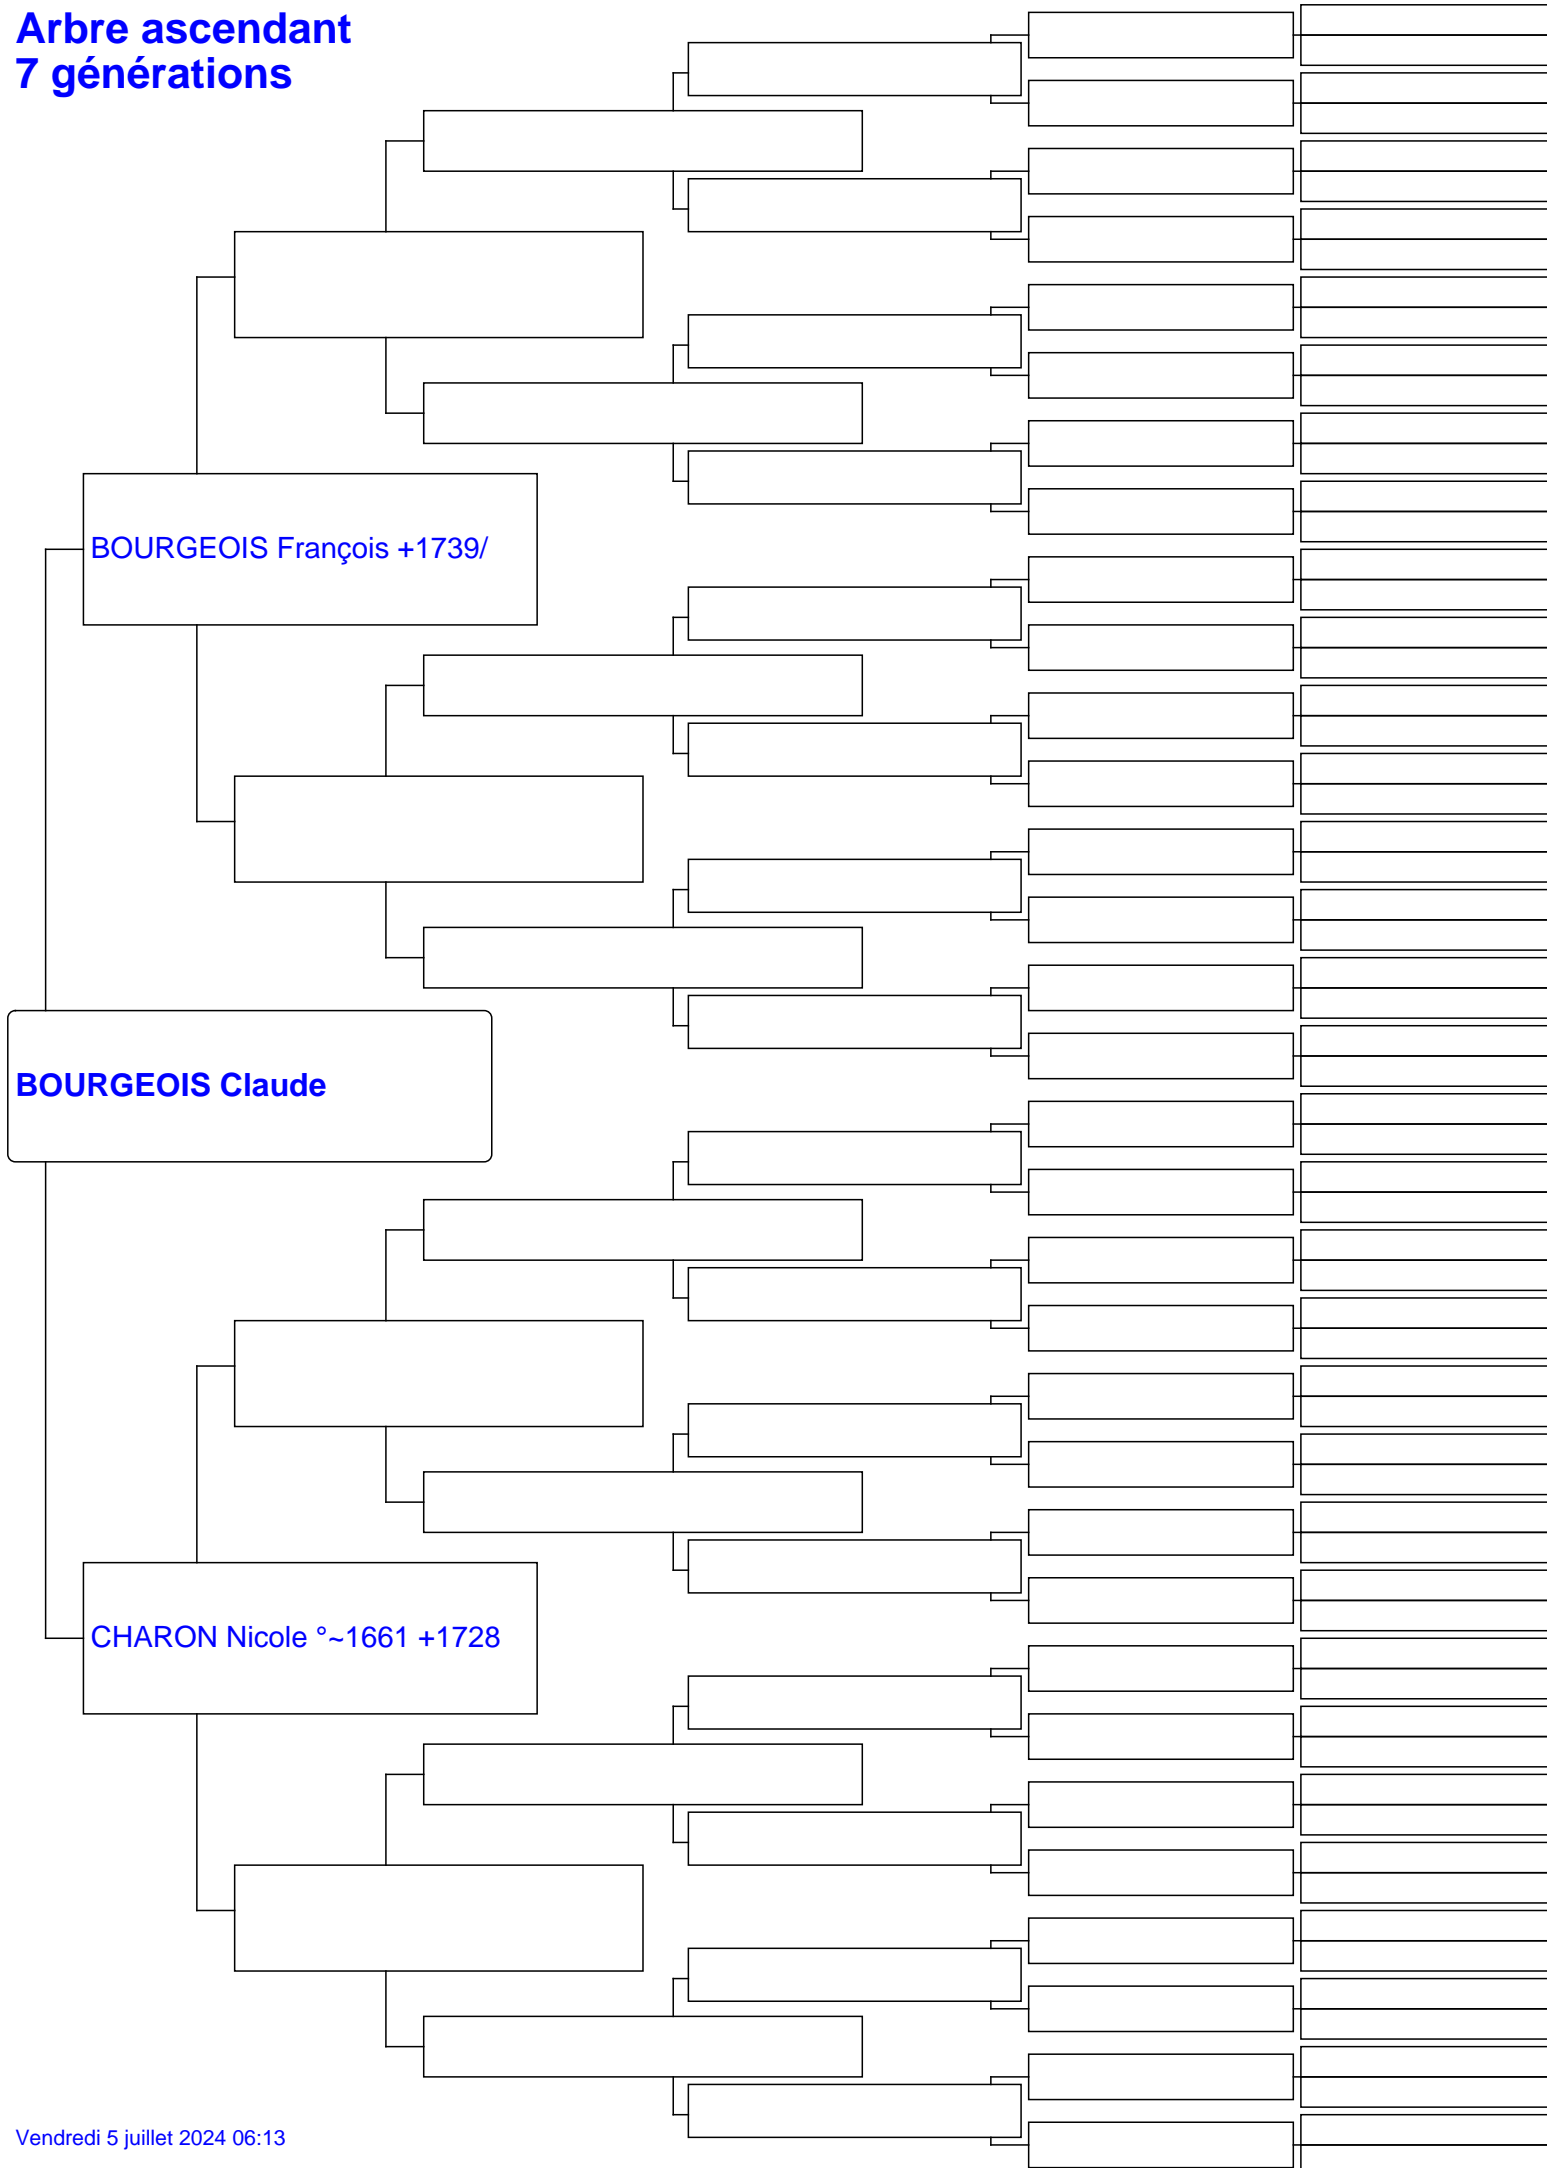 Arbre ascendant
7 générations
BOURGEOIS François +1739/
BOURGEOIS Claude
CHARON Nicole °~1661 +1728
Vendredi 5 juillet 2024 06:13